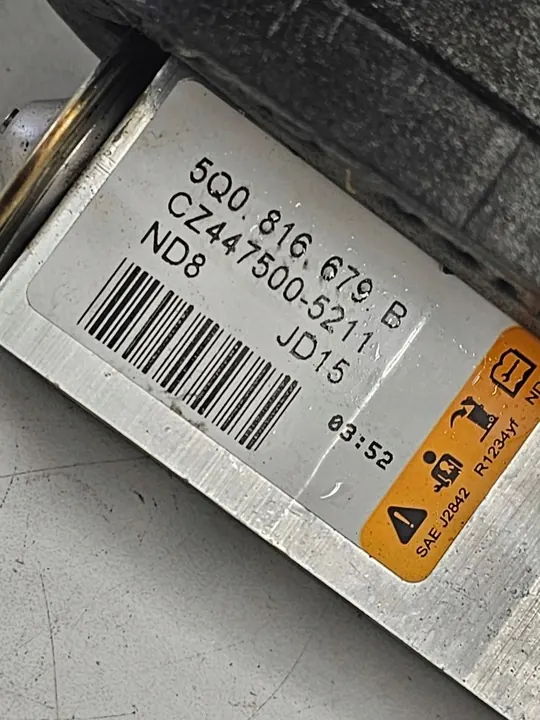 5Q0.816.679.B
CZ447500-5211
ND8
JD15
03:52
SAE J2842
R1234yf